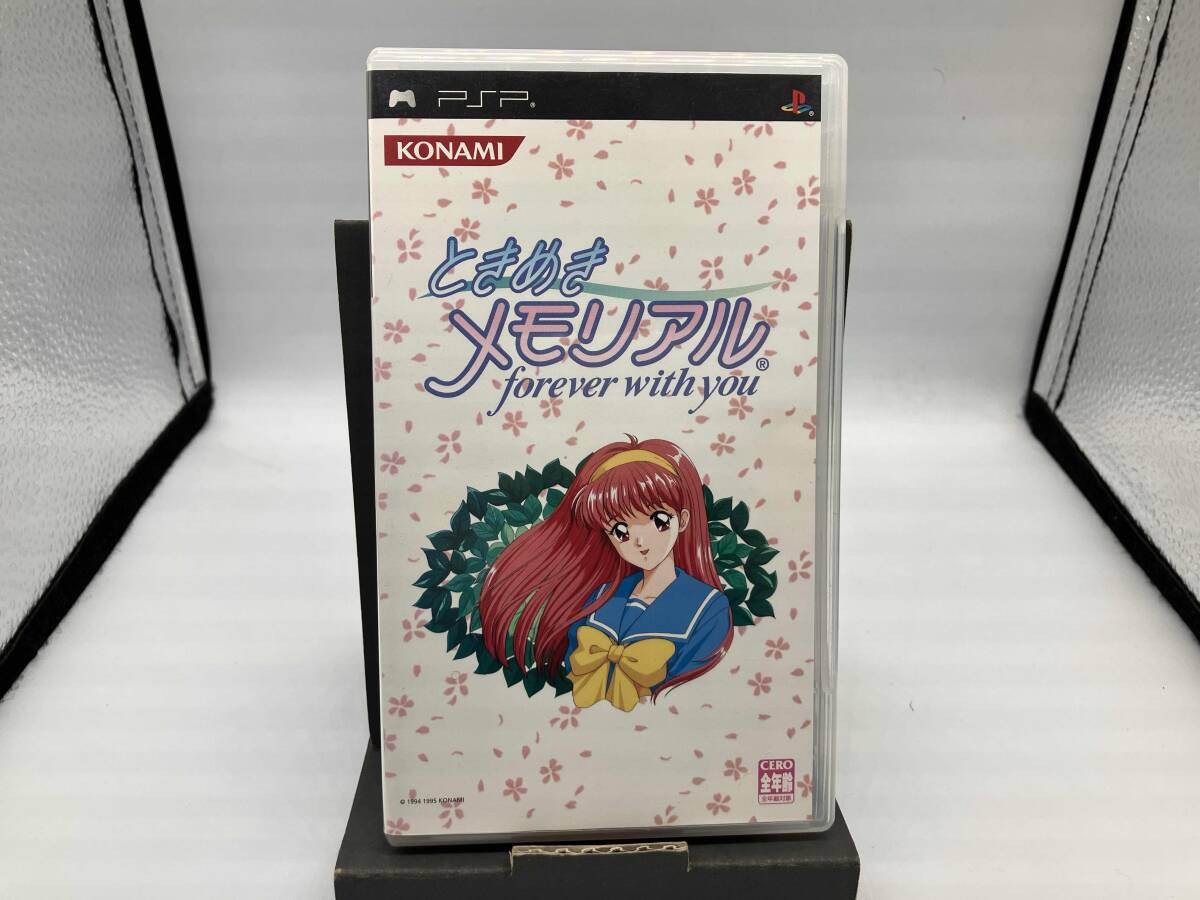 PSP®
KONAMI
ときめき
メモリアル®
forever with you
CERO
全年齢
全年齢対象
© 1994 1995 KONAMI